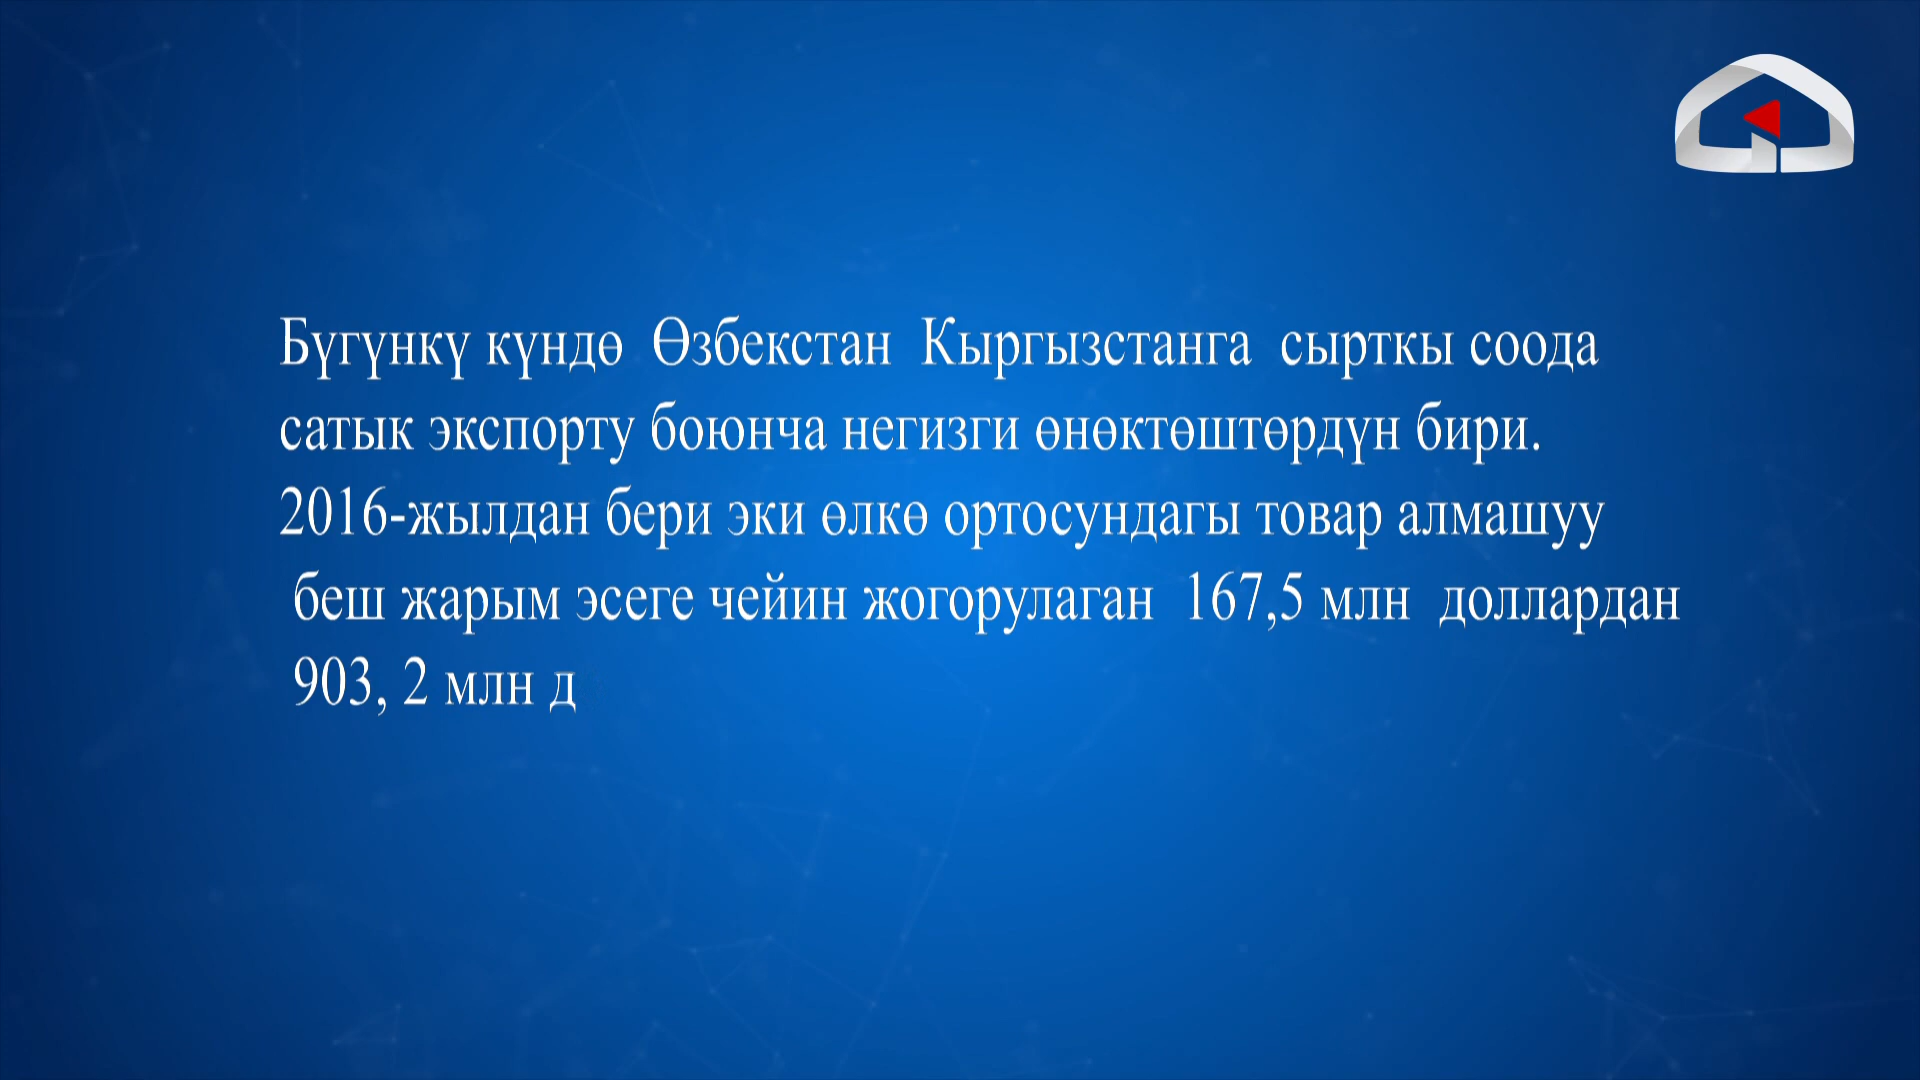 Бүгүнкү күндө Өзбекстан Кыргызстанга сырткы соода
сатык экспорту боюнча негизги өнөктөштөрдүн бири.
2016-жылдан бери эки өлкө ортосундагы товар алмашуу
беш жарым эсеге чейин жогорулаган 167,5 млн доллардан
903, 2 млн д